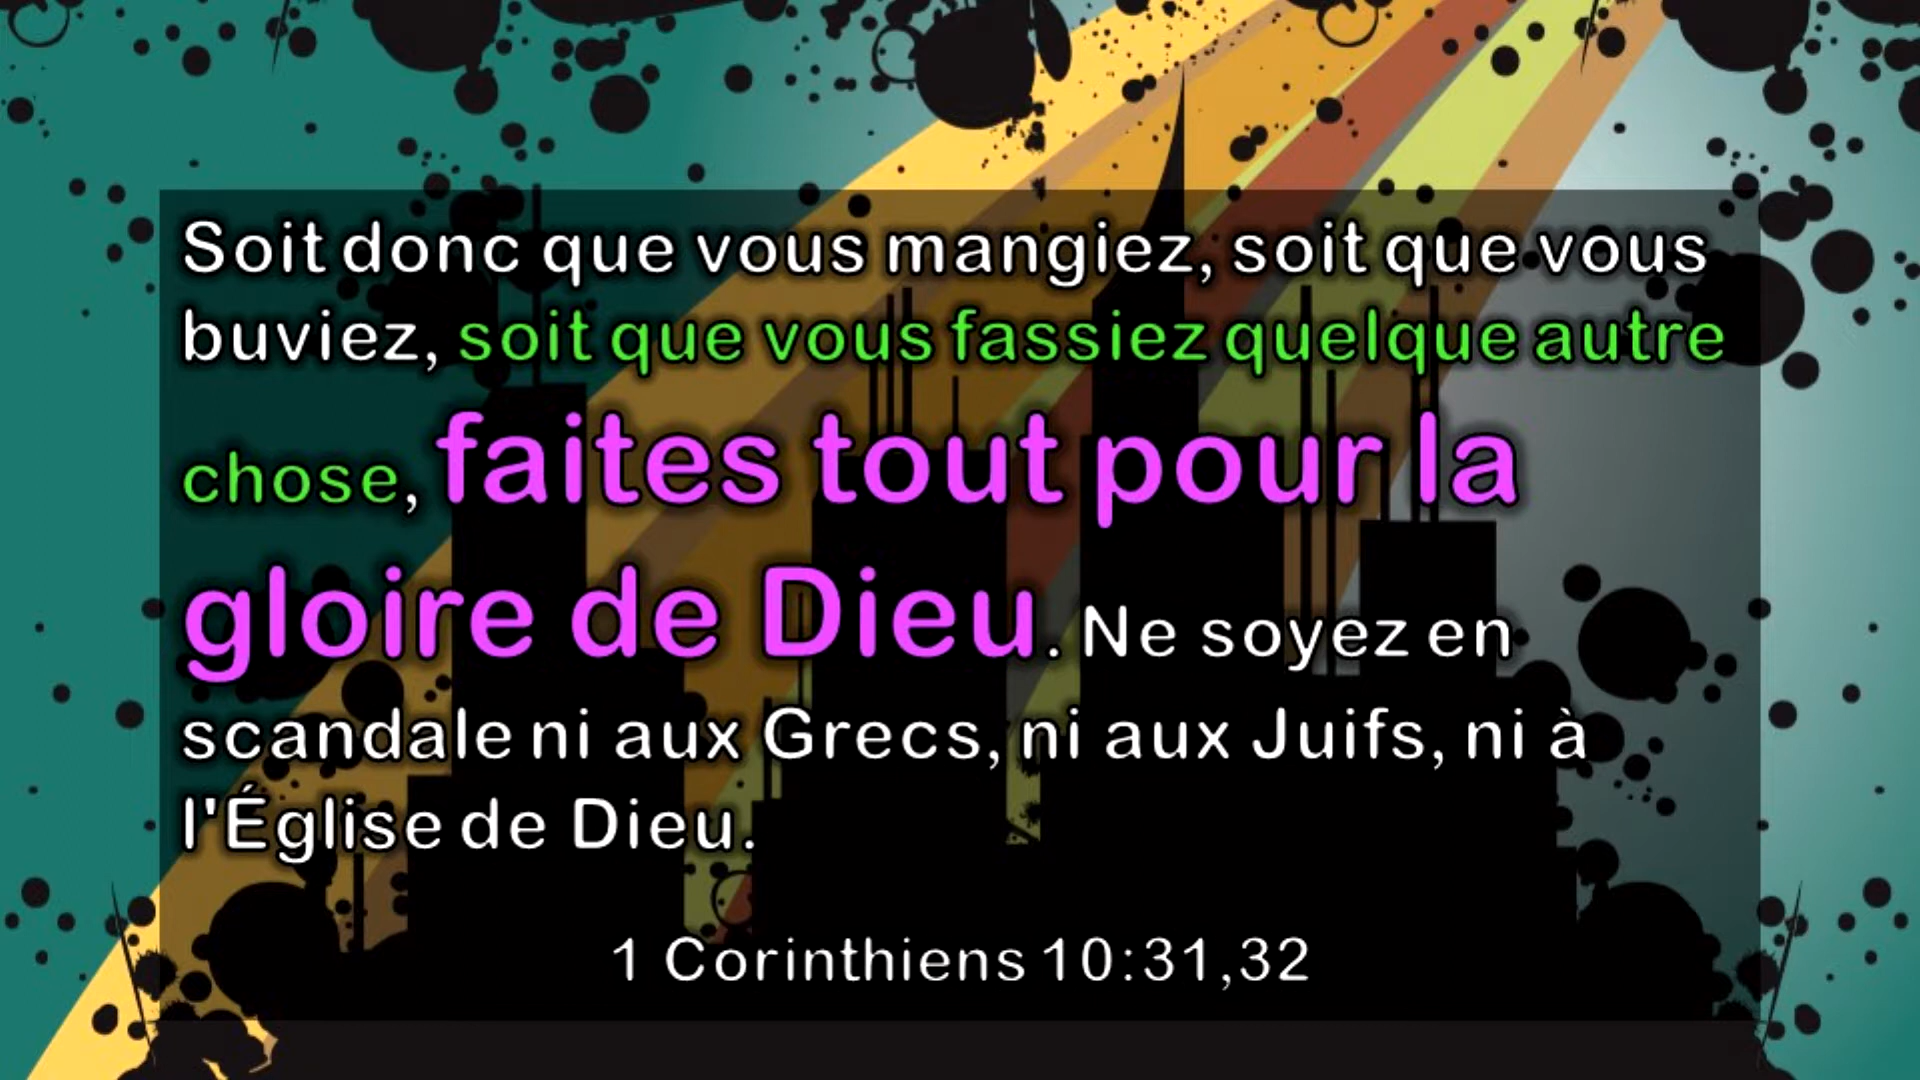 Soit donc que vous mangiez, soit que vous
buviez, soit que vous fassiez quelque autre
chose, faites tout pour la
gloire de Dieu. Ne soyez en
scandale ni aux Grecs, ni aux Juifs, ni à
l'Église de Dieu.
1 Corinthiens 10:31,32